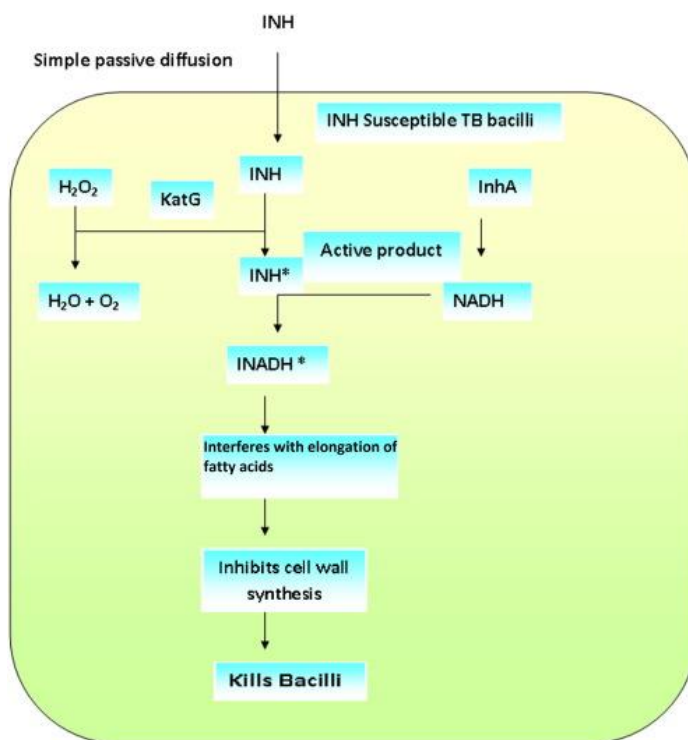 INH
Simple passive diffusion
INH Susceptible TB bacilli
H₂O₂
KatG
INH
InhA
Active product
INH*
H₂O + O₂
NADH
INADH *
Interferes with elongation of
fatty acids
Inhibits cell wall
synthesis
Kills Bacilli